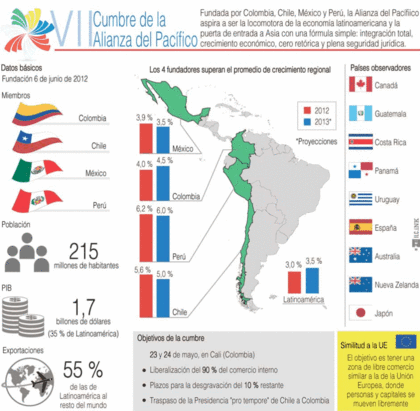 VII Cumbre de la
Alianza del Pacífico
Fundada por Colombia, Chile, México y Perú, la Alianza del Pacífico
aspira a ser la locomotora de la economía latinoamericana y la
puerta de entrada a Asia con una fórmula simple: integración total,
crecimiento económico, cero retórica y plena seguridad jurídica.
Datos básicos
Fundación 6 de junio de 2012
Miembros
Colombia
Chile
México
Perú
Población
215
millones de habitantes
PIB
1,7
billones de dólares
(35 % de Latinoamérica)
Exportaciones
55 %
de las de
Latinoamérica al
resto del mundo
Los 4 fundadores superan el promedio de crecimiento regional
2012
2013*
*Proyecciones
3.9 %
3,5 %
México
4,0 %
4,5 %
Colombia
6,2 %
6,0 %
Perú
5,6 %
5,0 %
Chile
3,0 %
3,5 %
Latinoamérica
Países observadores
Canadá
Guatemala
Costa Rica
Panamá
Uruguay
España
Australia
Nueva Zelanda
Japón
Objetivos de la cumbre
23 y 24 de mayo, en Cali (Colombia)
• Liberalización del 90 % del comercio interno
• Plazos para la desgravación del 10 % restante
• Traspaso de la Presidencia "pro tempore" de Chile a Colombia
Similitud a la UE
El objetivo es tener una
zona de libre comercio
similar a la de la Unión
Europea, donde
personas y capitales se
mueven libremente